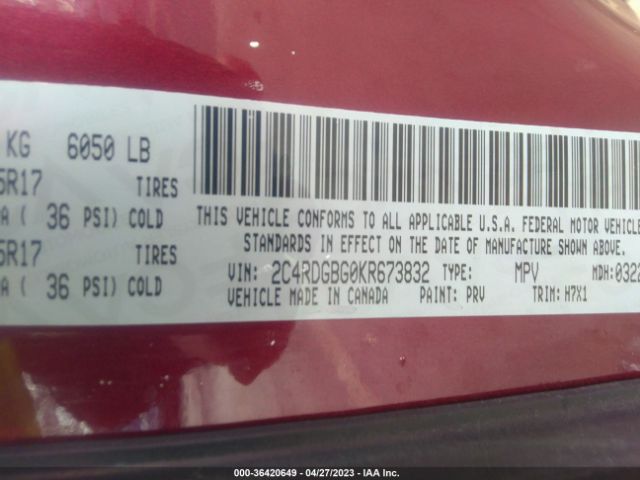 KG 6050 LB
5R17 TIRES
A ( 36 PSI) COLD
5R17 TIRES
A ( 36 PSI) COLD
THIS VEHICLE CONFORMS TO ALL APPLICABLE U.S.A. FEDERAL MOTOR VEHICLE
STANDARDS IN EFFECT ON THE DATE OF MANUFACTURE SHOWN ABOVE.
VIN: 2C4RDGBG0KR673832 TYPE: MPV MDH:0322
VEHICLE MADE IN CANADA PAINT: PRV TRIM: H7X1
000-36420649 - 04/27/2023 - IAA Inc.